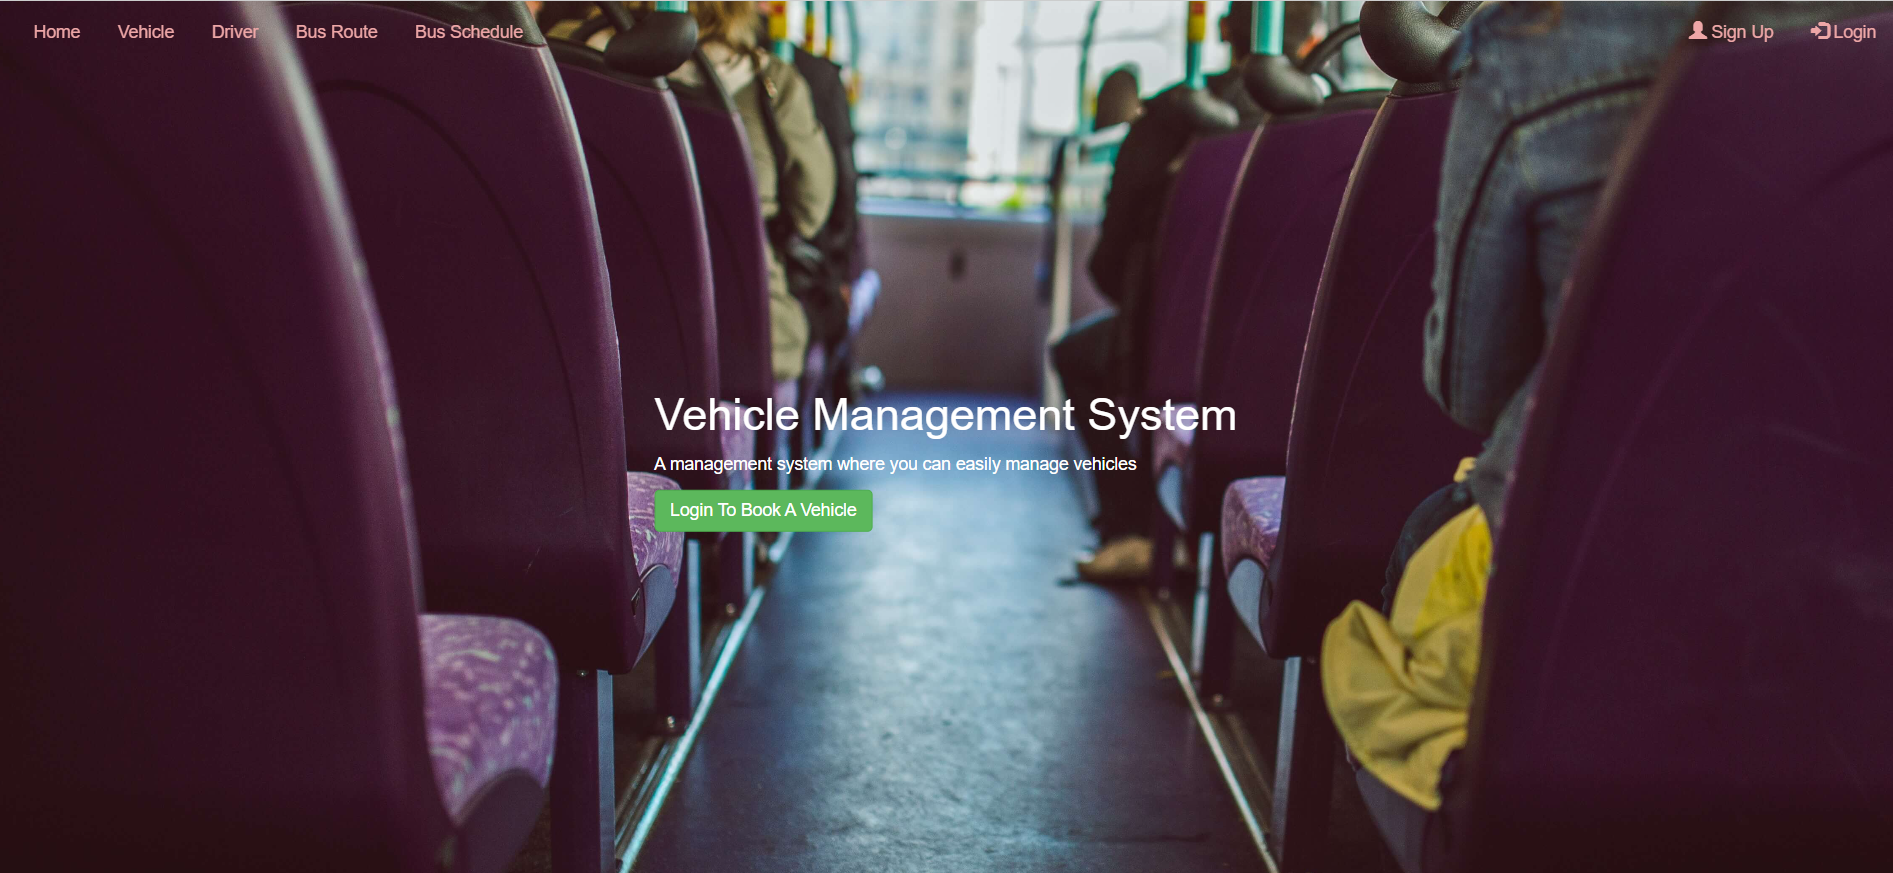 Home Vehicle Driver Bus Route Bus Schedule Sign Up Login
Vehicle Management System
A management system where you can easily manage vehicles
Login To Book A Vehicle